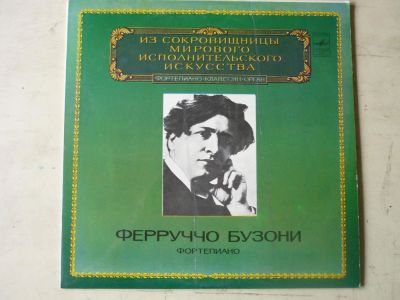 ИЗ СОКРОВИЩНИЦЫ
МИРОВОГО
ИСПОЛНИТЕЛЬСКОГО
ИСКУССТВА
ФОРТЕПИАНО·КЛАВЕСИН·ОРГАН
ФЕРРУЧЧО БУЗОНИ
ФОРТЕПИАНО